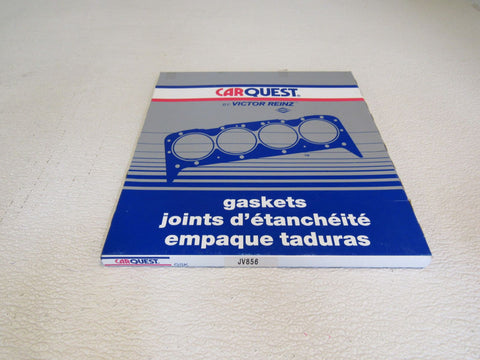 CARQUEST
BY: VICTOR REINZ
gaskets
joints d'étanchéité
empaque taduras
CARQUEST JV856